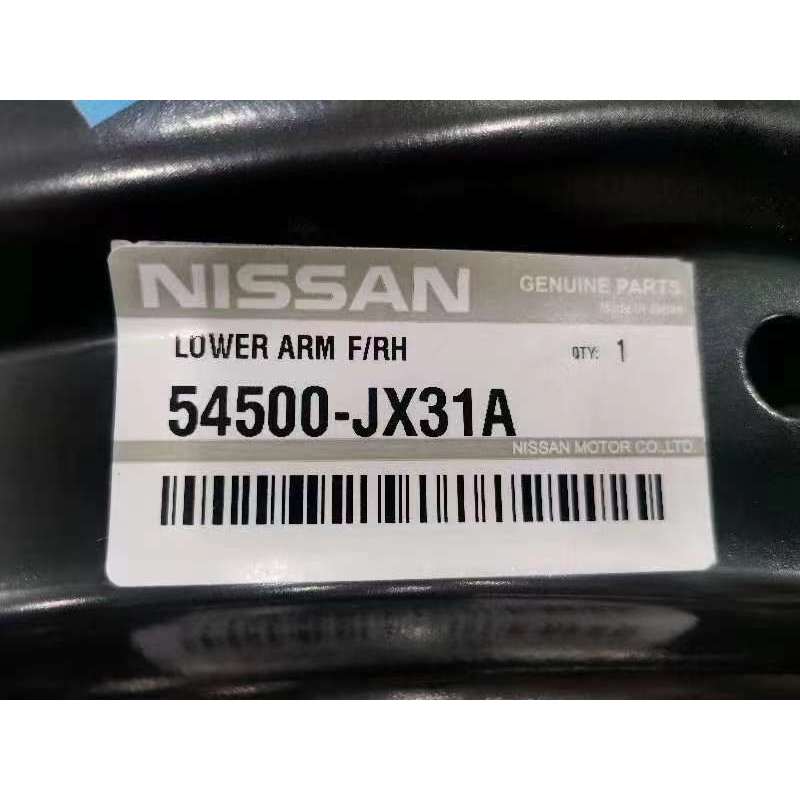 NISSAN GENUINE PARTS
Made in Japan
LOWER ARM F/RH QTY: 1
54500-JX31A
NISSAN MOTOR CO.,LTD.